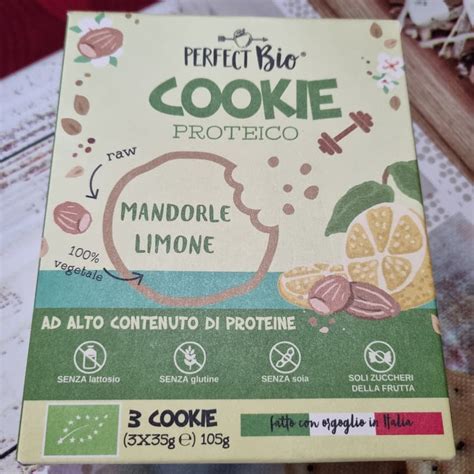 PERFECT Bio®
COOKIE
PROTEICO
raw
MANDORLE
LIMONE
100%
vegetale
AD ALTO CONTENUTO DI PROTEINE
SENZA lattosio
SENZA glutine
SENZA soia
SOLI ZUCCHERI
DELLA FRUTTA
3 COOKIE
(3X35g e) 105g
fatto con orgoglio in Italia